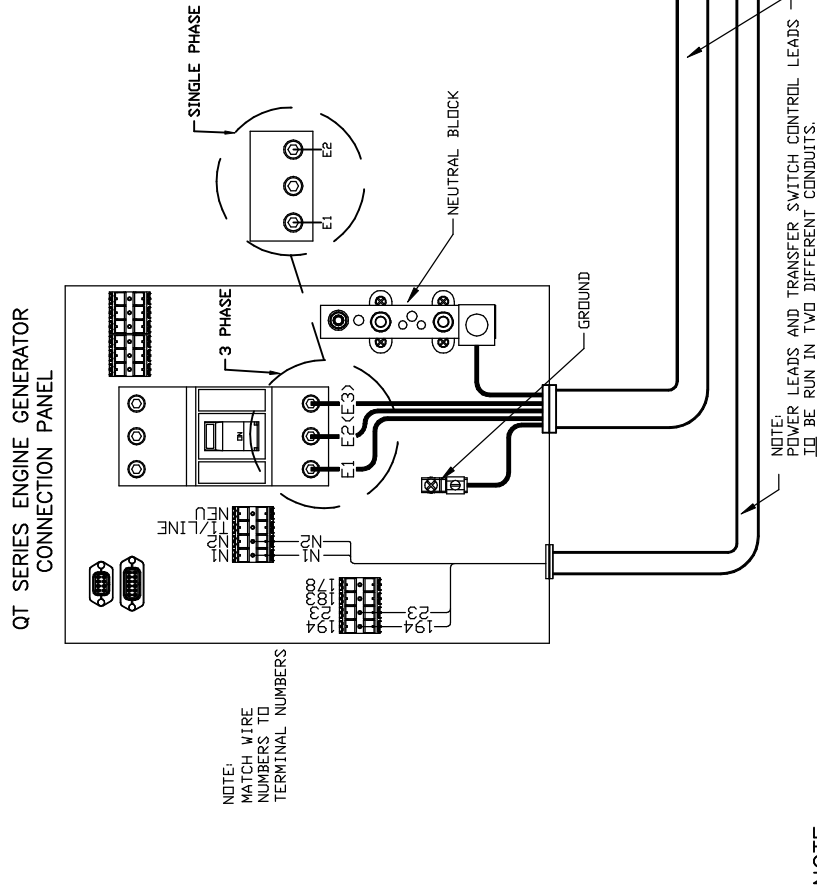 QT SERIES ENGINE GENERATOR
CONNECTION PANEL
SINGLE PHASE
E1
E2
3 PHASE
NEUTRAL BLOCK
GROUND
ON
E1
E2
(E3)
NEU
T1/LINE
N2
N1
N2
N1
178
183
23
194
23
194
NOTE:
MATCH WIRE
NUMBERS TO
TERMINAL NUMBERS
NOTE:
POWER LEADS AND TRANSFER SWITCH CONTROL LEADS
TO BE RUN IN TWO DIFFERENT CONDUITS.
NOTE